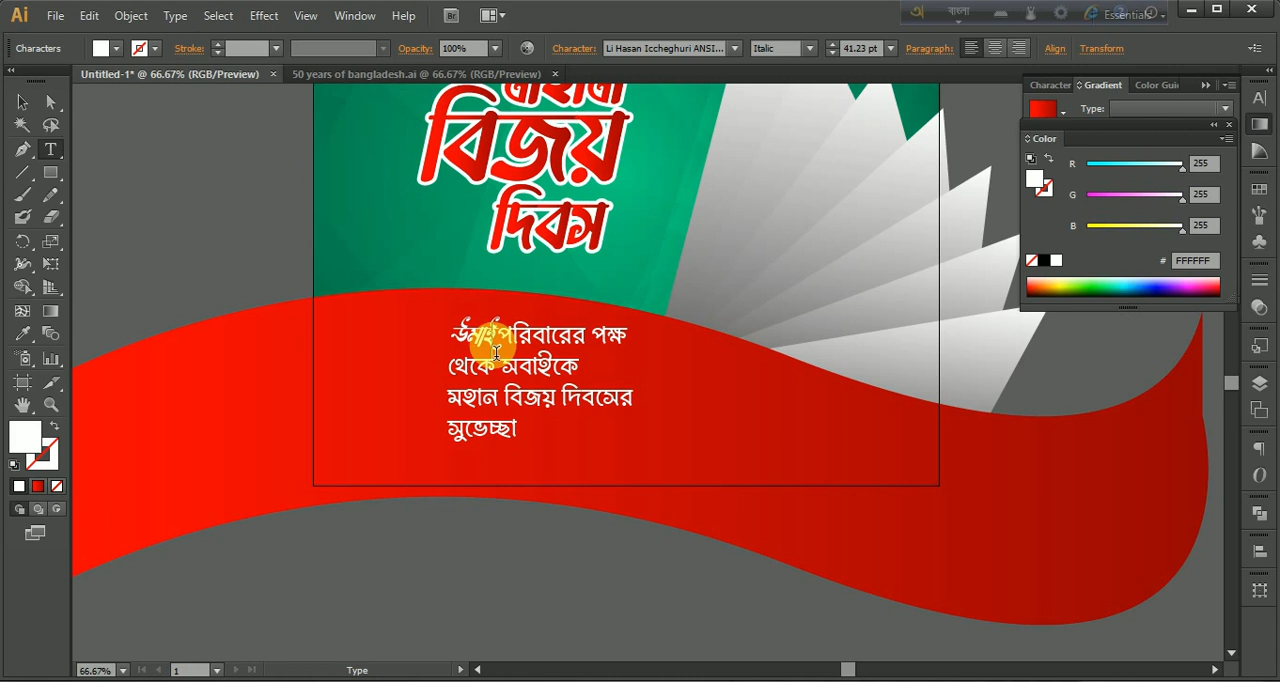 Ai File Edit Object Type Select Effect View Window Help Br বাংলা Essentials
Characters Stroke: Opacity: 100% Character: Li Hasan Iccheghuri ANSI... Italic 41.23 pt Paragraph: Align Transform
Untitled-1* @ 66.67% (RGB/Preview) × 50 years of bangladesh.ai @ 66.67% (RGB/Preview) ×
Character Gradient Color Gui
Type:
Color
R 255
G 255
B 255
# FFFFFF
বিজয়
দিবস
পরিবারের পক্ষ
থেকে সবাইকে
মহান বিজয় দিবসের
সুভেচ্ছা
66.67% 1 Type